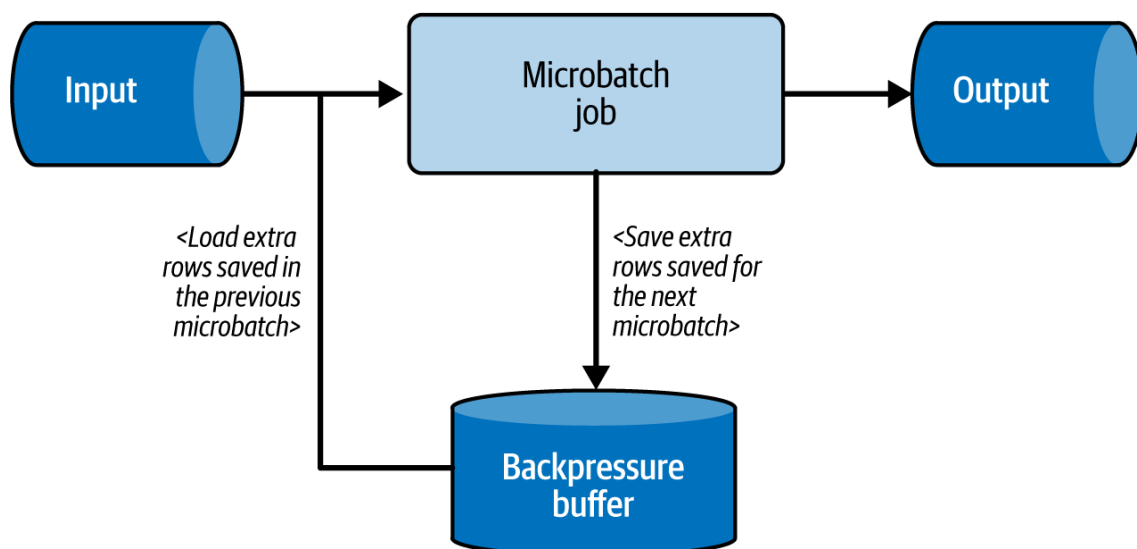 Input
Microbatch
job
Output
<Load extra
rows saved in
the previous
microbatch>
<Save extra
rows saved for
the next
microbatch>
Backpressure
buffer